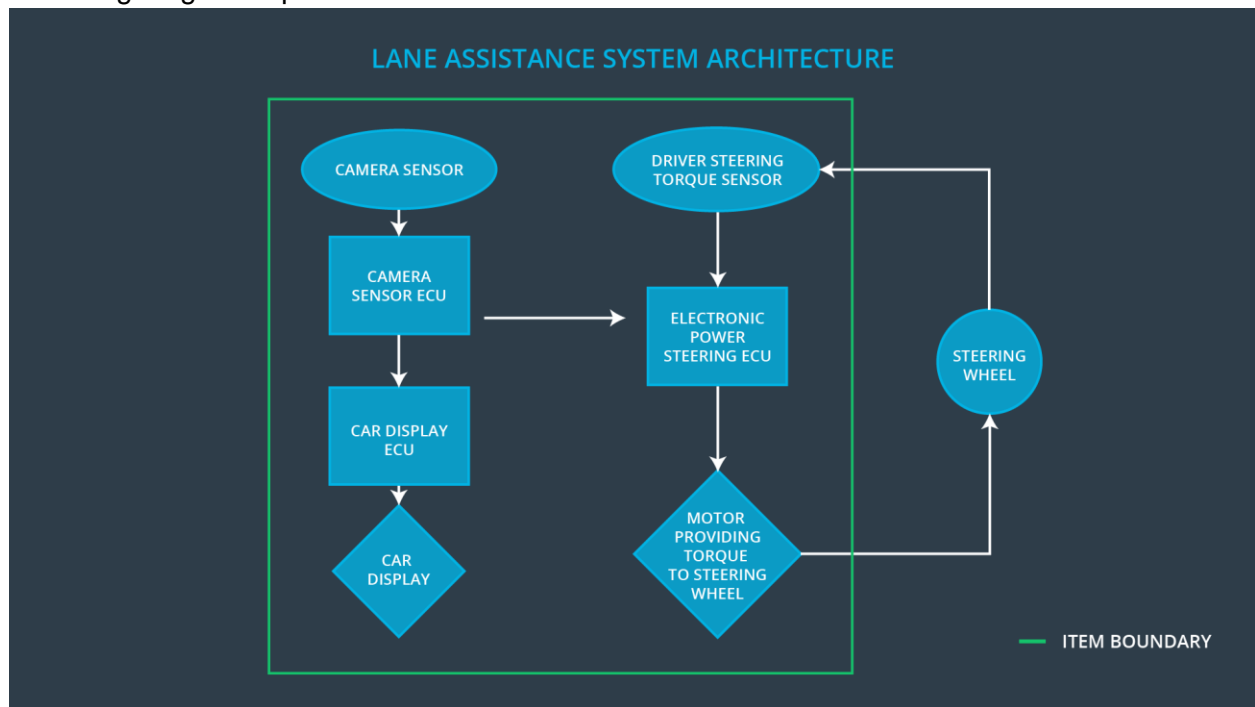 LANE ASSISTANCE SYSTEM ARCHITECTURE
CAMERA SENSOR
CAMERA
SENSOR ECU
CAR DISPLAY
ECU
CAR
DISPLAY
DRIVER STEERING
TORQUE SENSOR
ELECTRONIC
POWER
STEERING ECU
MOTOR
PROVIDING
TORQUE
TO STEERING
WHEEL
STEERING
WHEEL
ITEM BOUNDARY